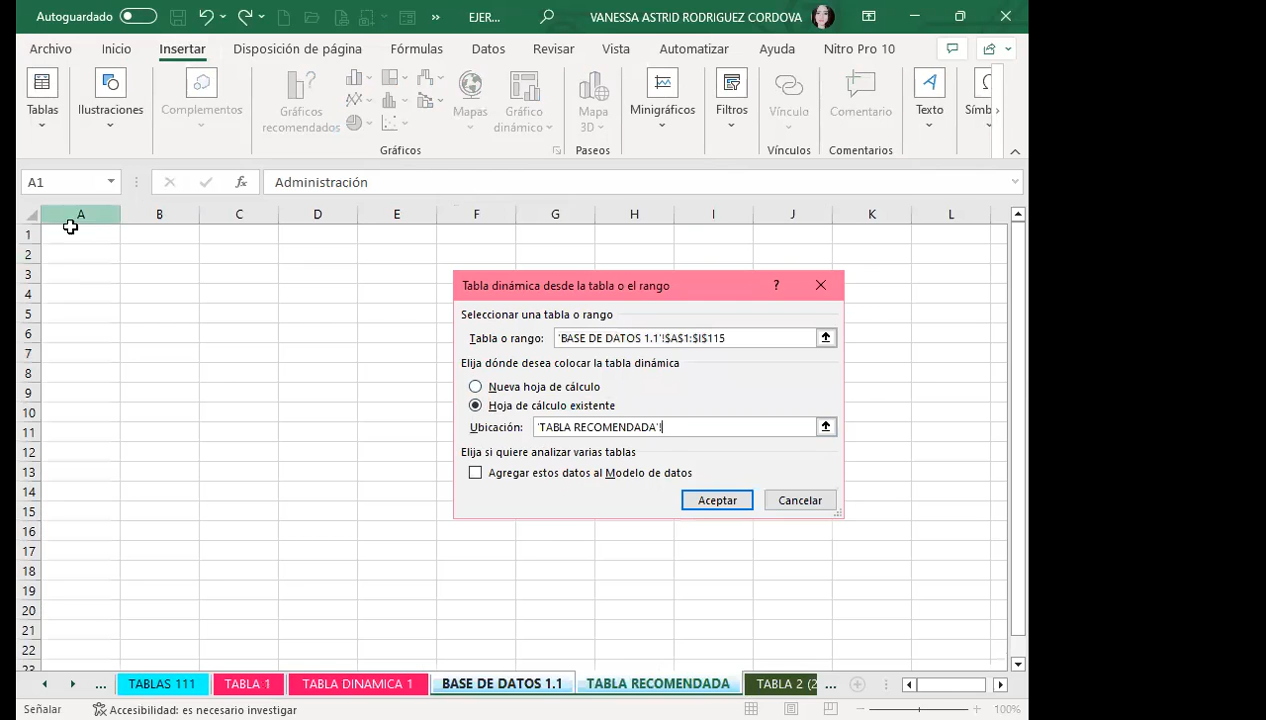 Autoguardado EJER... VANESSA ASTRID RODRIGUEZ CORDOVA
Archivo Inicio Insertar Disposición de página Fórmulas Datos Revisar Vista Automatizar Ayuda Nitro Pro 10
Tablas Ilustraciones Complementos Gráficos recomendados Mapas Gráfico dinámico Mapa 3D Minigráficos Filtros Vínculo Comentario Texto Símb
Gráficos Paseos Vínculos Comentarios
A1 fx Administración
A B C D E F G H I J K L
1
2
3
4
5
6
7
8
9
10
11
12
13
14
15
16
17
18
19
20
21
22
23
Tabla dinámica desde la tabla o el rango ?
Seleccionar una tabla o rango
Tabla o rango: 'BASE DE DATOS 1.1'!$A$1:$I$115
Elija dónde desea colocar la tabla dinámica
Nueva hoja de cálculo
Hoja de cálculo existente
Ubicación: 'TABLA RECOMENDADA'!
Elija si quiere analizar varias tablas
Agregar estos datos al Modelo de datos
Aceptar Cancelar
... TABLAS 111 TABLA 1 TABLA DINAMICA 1 BASE DE DATOS 1.1 TABLA RECOMENDADA TABLA 2 (2 ...
Señalar Accesibilidad: es necesario investigar 100%